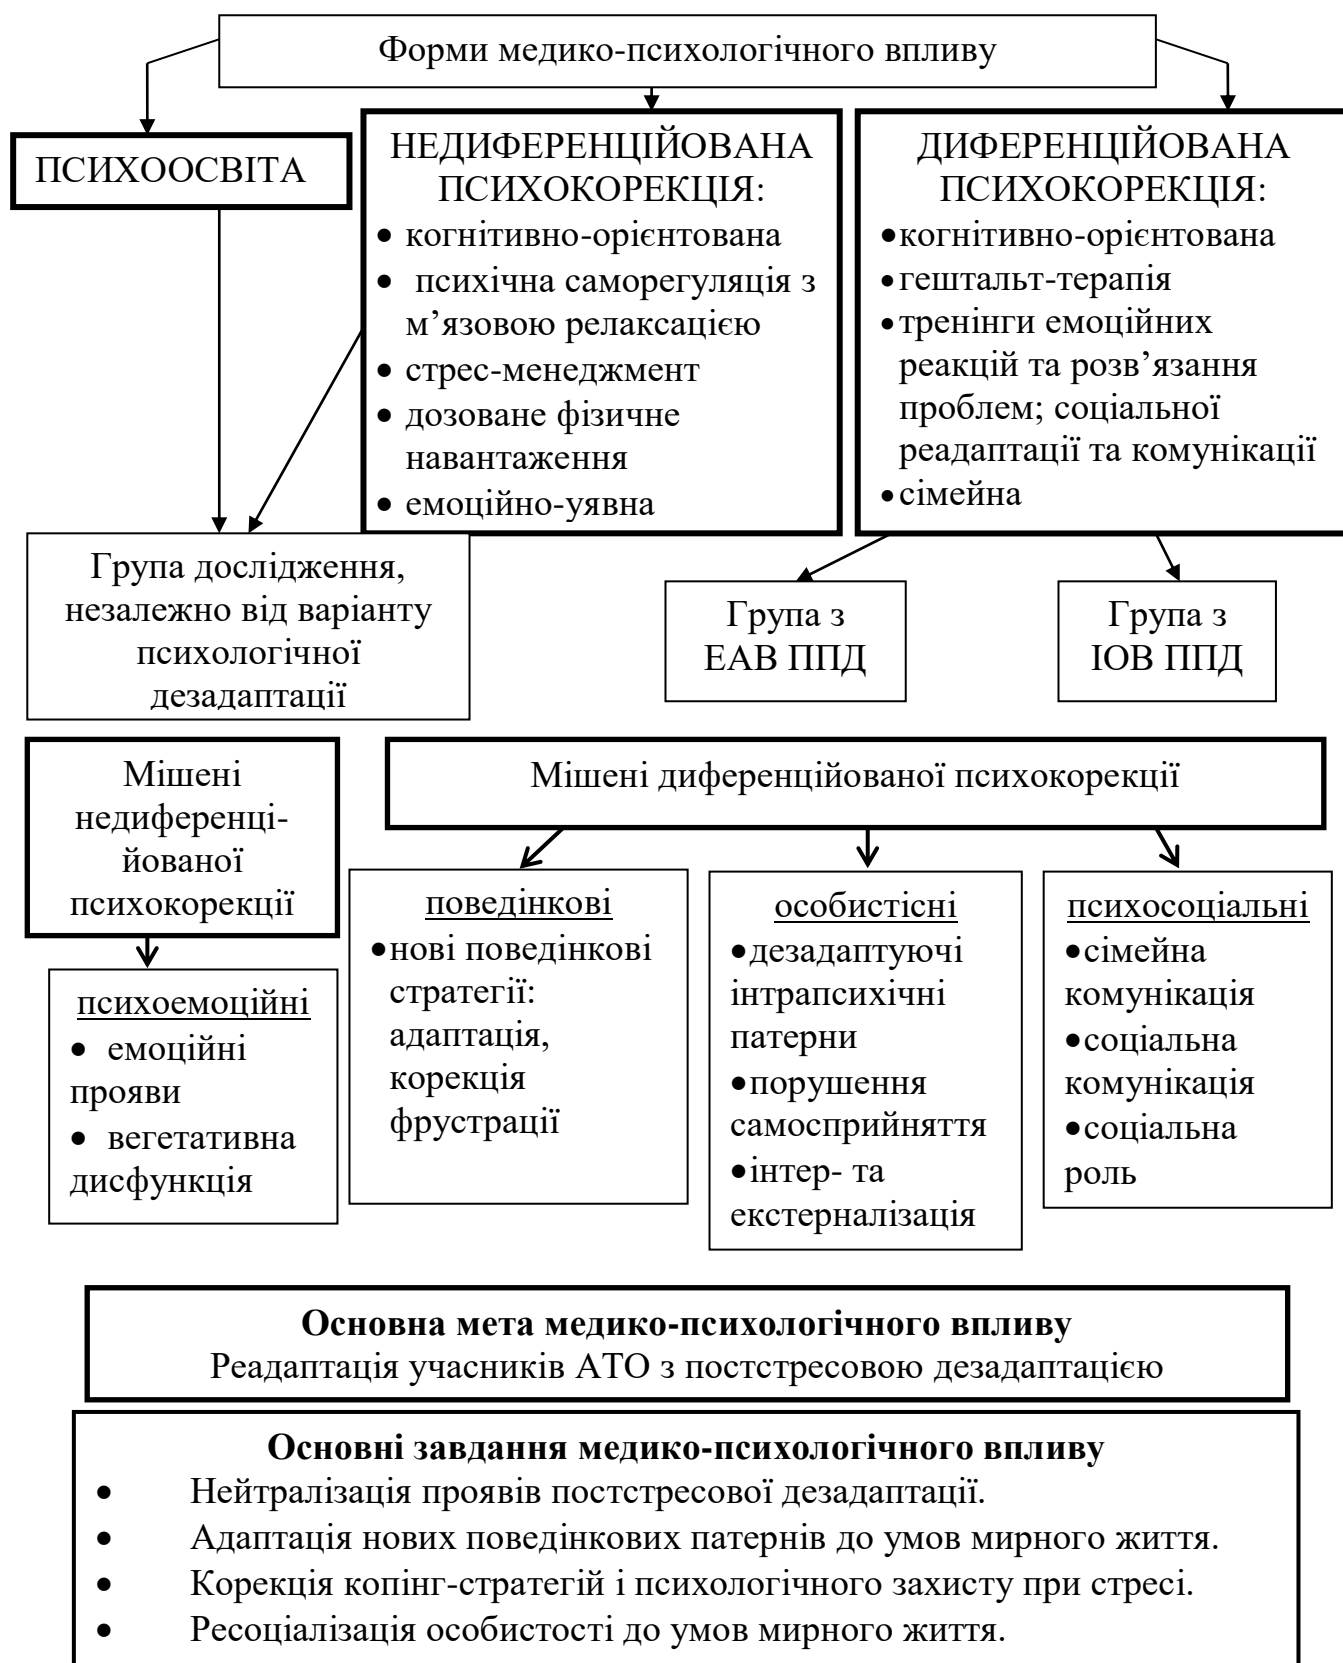 Форми медико-психологічного впливу
ПСИХООСВІТА
НЕДИФЕРЕНЦІЙОВАНА
ПСИХОКОРЕКЦІЯ:
• когнітивно-орієнтована
• психічна саморегуляція з
м’язовою релаксацією
• стрес-менеджмент
• дозоване фізичне
навантаження
• емоційно-уявна
ДИФЕРЕНЦІЙОВАНА
ПСИХОКОРЕКЦІЯ:
• когнітивно-орієнтована
• гештальт-терапія
• тренінги емоційних
реакцій та розв’язання
проблем; соціальної
реадаптації та комунікації
• сімейна
Група дослідження,
незалежно від варіанту
психологічної
дезадаптації
Група з
ЕАВ ППД
Група з
ІОВ ППД
Мішені
недиференці-
йованої
психокорекції
Мішені диференційованої психокорекції
психоемоційні
• емоційні
прояви
• вегетативна
дисфункція
поведінкові
• нові поведінкові
стратегії:
адаптація,
корекція
фрустрації
особистісні
• дезадаптуючі
інтрапсихічні
патерни
• порушення
самосприйняття
• інтер- та
екстерналізація
психосоціальні
• сімейна
комунікація
• соціальна
комунікація
• соціальна
роль
Основна мета медико-психологічного впливу
Реадаптація учасників АТО з постстресовою дезадаптацією
Основні завдання медико-психологічного впливу
• Нейтралізація проявів постстресової дезадаптації.
• Адаптація нових поведінкових патернів до умов мирного життя.
• Корекція копінг-стратегій і психологічного захисту при стресі.
• Ресоціалізація особистості до умов мирного життя.